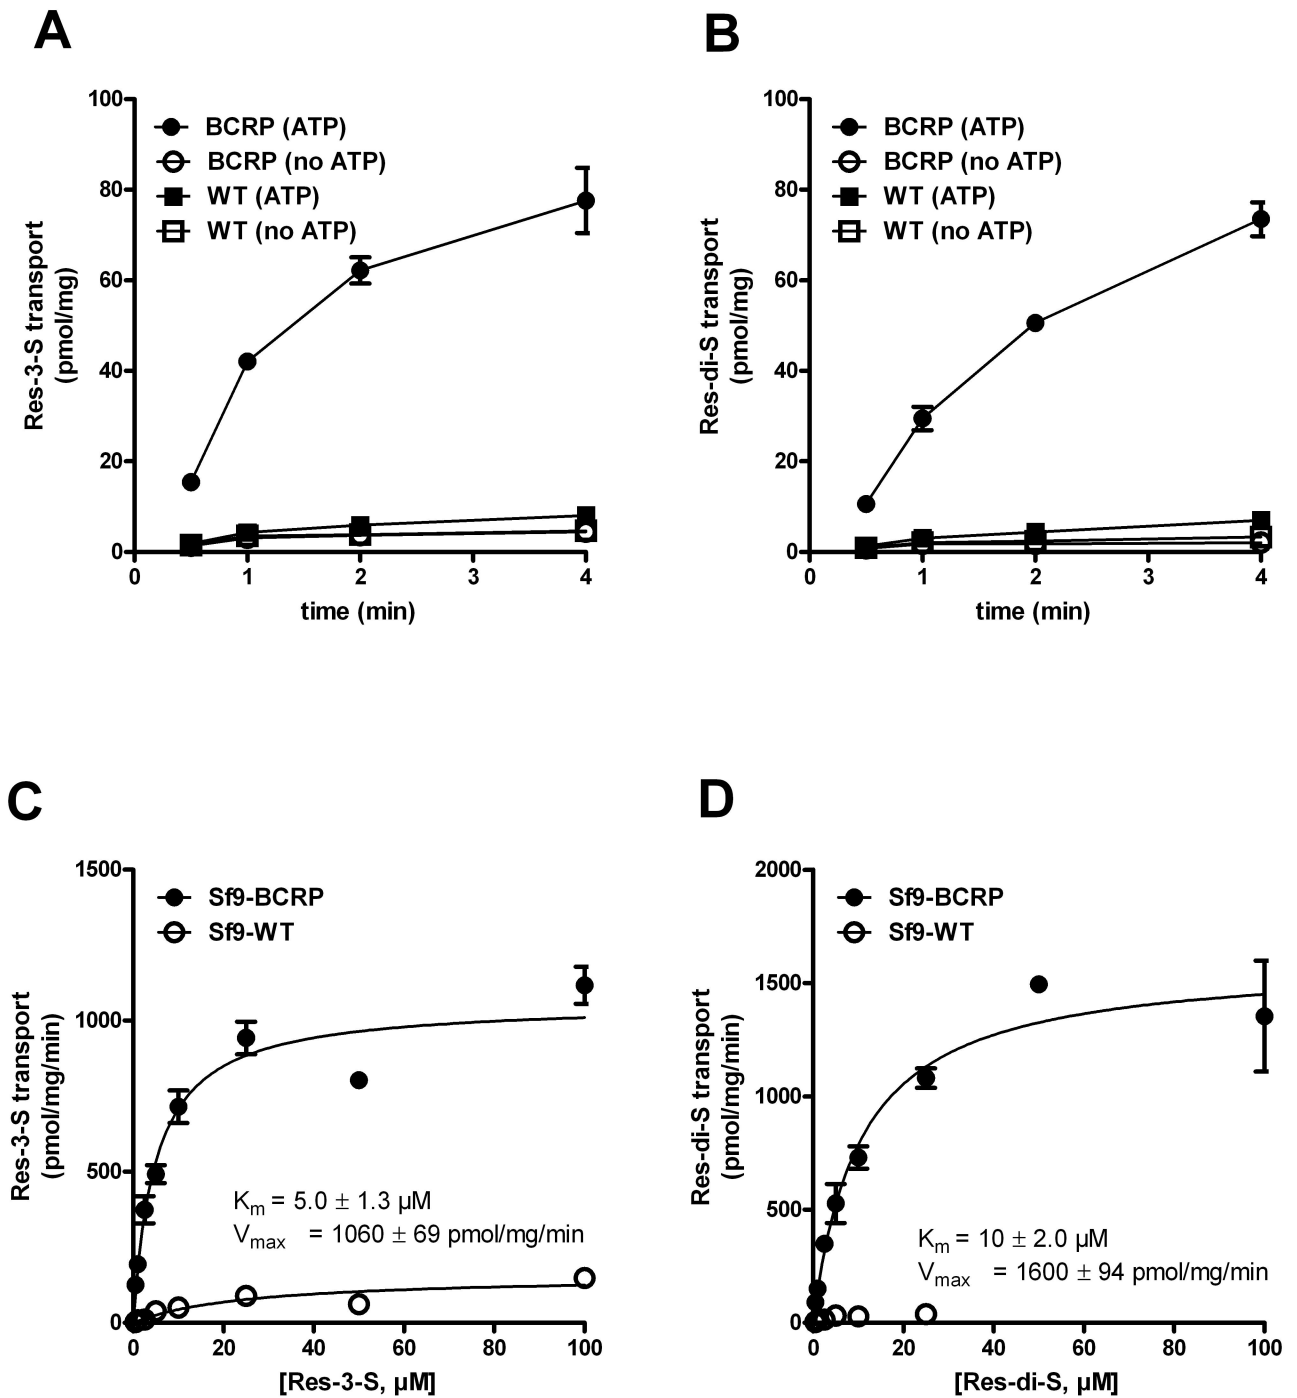 A
100
80
60
40
20
0
0
1
2
3
4
Res-3-S transport
(pmol/mg)
time (min)
BCRP (ATP)
BCRP (no ATP)
WT (ATP)
WT (no ATP)
B
100
80
60
40
20
0
0
1
2
3
4
Res-di-S transport
(pmol/mg)
time (min)
BCRP (ATP)
BCRP (no ATP)
WT (ATP)
WT (no ATP)
C
1500
1000
500
0
0
20
40
60
80
100
Res-3-S transport
(pmol/mg/min)
[Res-3-S, µM]
Sf9-BCRP
Sf9-WT
Km = 5.0 ± 1.3 µM
Vmax = 1060 ± 69 pmol/mg/min
D
2000
1500
1000
500
0
0
20
40
60
80
100
Res-di-S transport
(pmol/mg/min)
[Res-di-S, µM]
Sf9-BCRP
Sf9-WT
Km = 10 ± 2.0 µM
Vmax = 1600 ± 94 pmol/mg/min